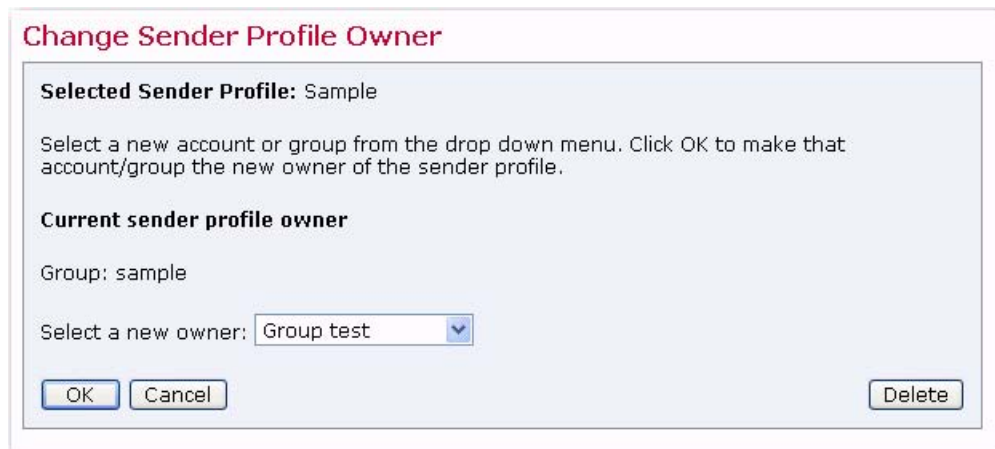 Change Sender Profile Owner
Selected Sender Profile: Sample
Select a new account or group from the drop down menu. Click OK to make that
account/group the new owner of the sender profile.
Current sender profile owner
Group: sample
Select a new owner: Group test
OK Cancel Delete